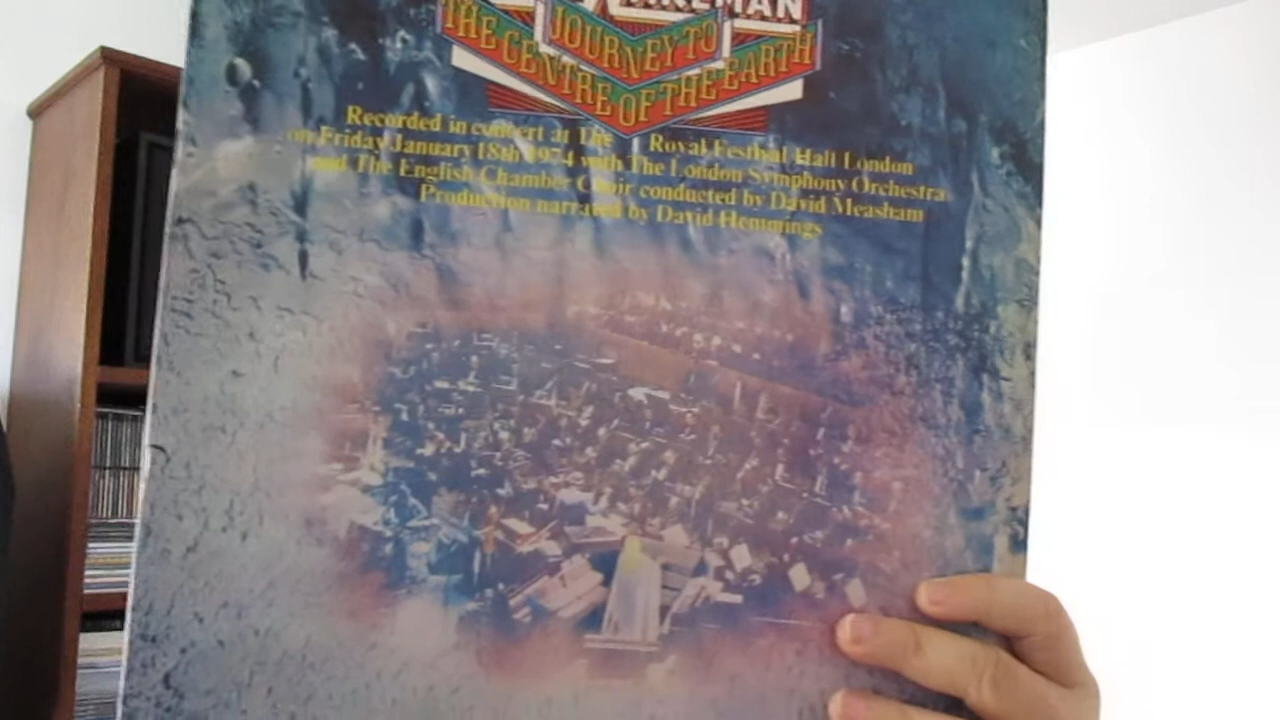 WAKEMAN
JOURNEY TO
THE CENTRE OF THE EARTH
Recorded in concert at The Royal Festival Hall London
on Friday January 18th 1974 with The London Symphony Orchestra
and The English Chamber Choir conducted by David Measham
Production narrated by David Hemmings